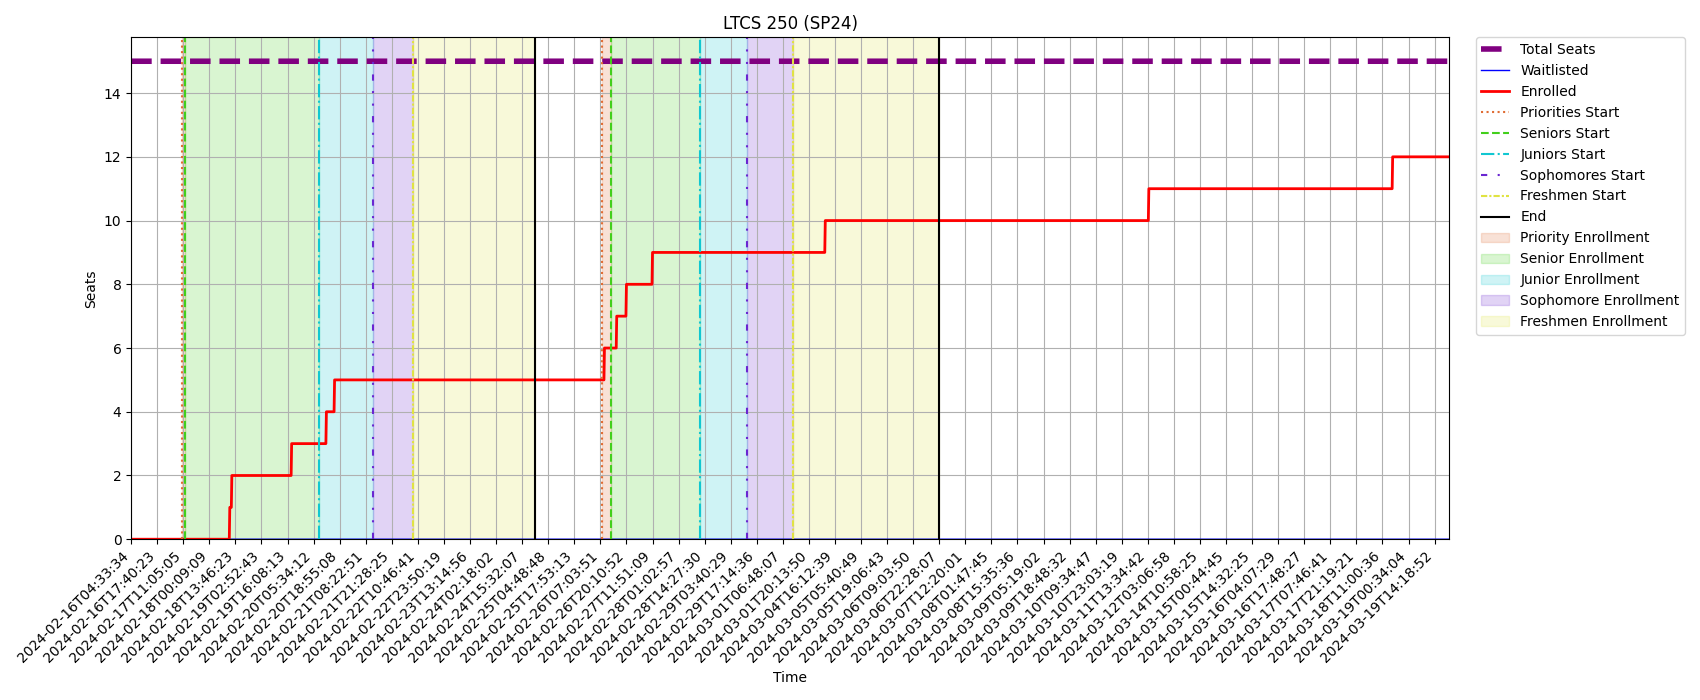 LTCS 250 (SP24)
Seats
14
12
10
8
6
4
2
0
2024-02-16T04:33:34
2024-02-16T17:40:23
2024-02-17T11:05:05
2024-02-18T00:09:09
2024-02-18T13:46:23
2024-02-19T02:52:43
2024-02-19T16:08:13
2024-02-20T05:34:12
2024-02-20T18:55:08
2024-02-21T08:22:51
2024-02-21T21:28:25
2024-02-22T10:46:41
2024-02-22T23:50:19
2024-02-23T13:14:56
2024-02-24T02:18:02
2024-02-24T15:32:07
2024-02-25T04:48:48
2024-02-25T17:53:13
2024-02-26T07:03:51
2024-02-26T20:10:52
2024-02-27T11:51:09
2024-02-28T01:02:57
2024-02-28T14:27:30
2024-02-29T03:40:29
2024-02-29T17:14:36
2024-03-01T06:48:07
2024-03-01T20:13:50
2024-03-04T16:12:39
2024-03-05T05:40:49
2024-03-05T19:06:43
2024-03-06T09:03:50
2024-03-06T22:28:07
2024-03-07T12:20:01
2024-03-08T01:47:45
2024-03-08T15:35:36
2024-03-09T05:19:02
2024-03-09T18:48:32
2024-03-10T09:34:47
2024-03-10T23:03:19
2024-03-11T13:34:42
2024-03-12T03:06:58
2024-03-14T10:58:25
2024-03-15T00:44:45
2024-03-15T14:32:25
2024-03-16T04:07:29
2024-03-16T17:48:27
2024-03-17T07:46:41
2024-03-17T21:19:21
2024-03-18T11:00:36
2024-03-19T00:34:04
2024-03-19T14:18:52
Time
Total Seats
Waitlisted
Enrolled
Priorities Start
Seniors Start
Juniors Start
Sophomores Start
Freshmen Start
End
Priority Enrollment
Senior Enrollment
Junior Enrollment
Sophomore Enrollment
Freshmen Enrollment